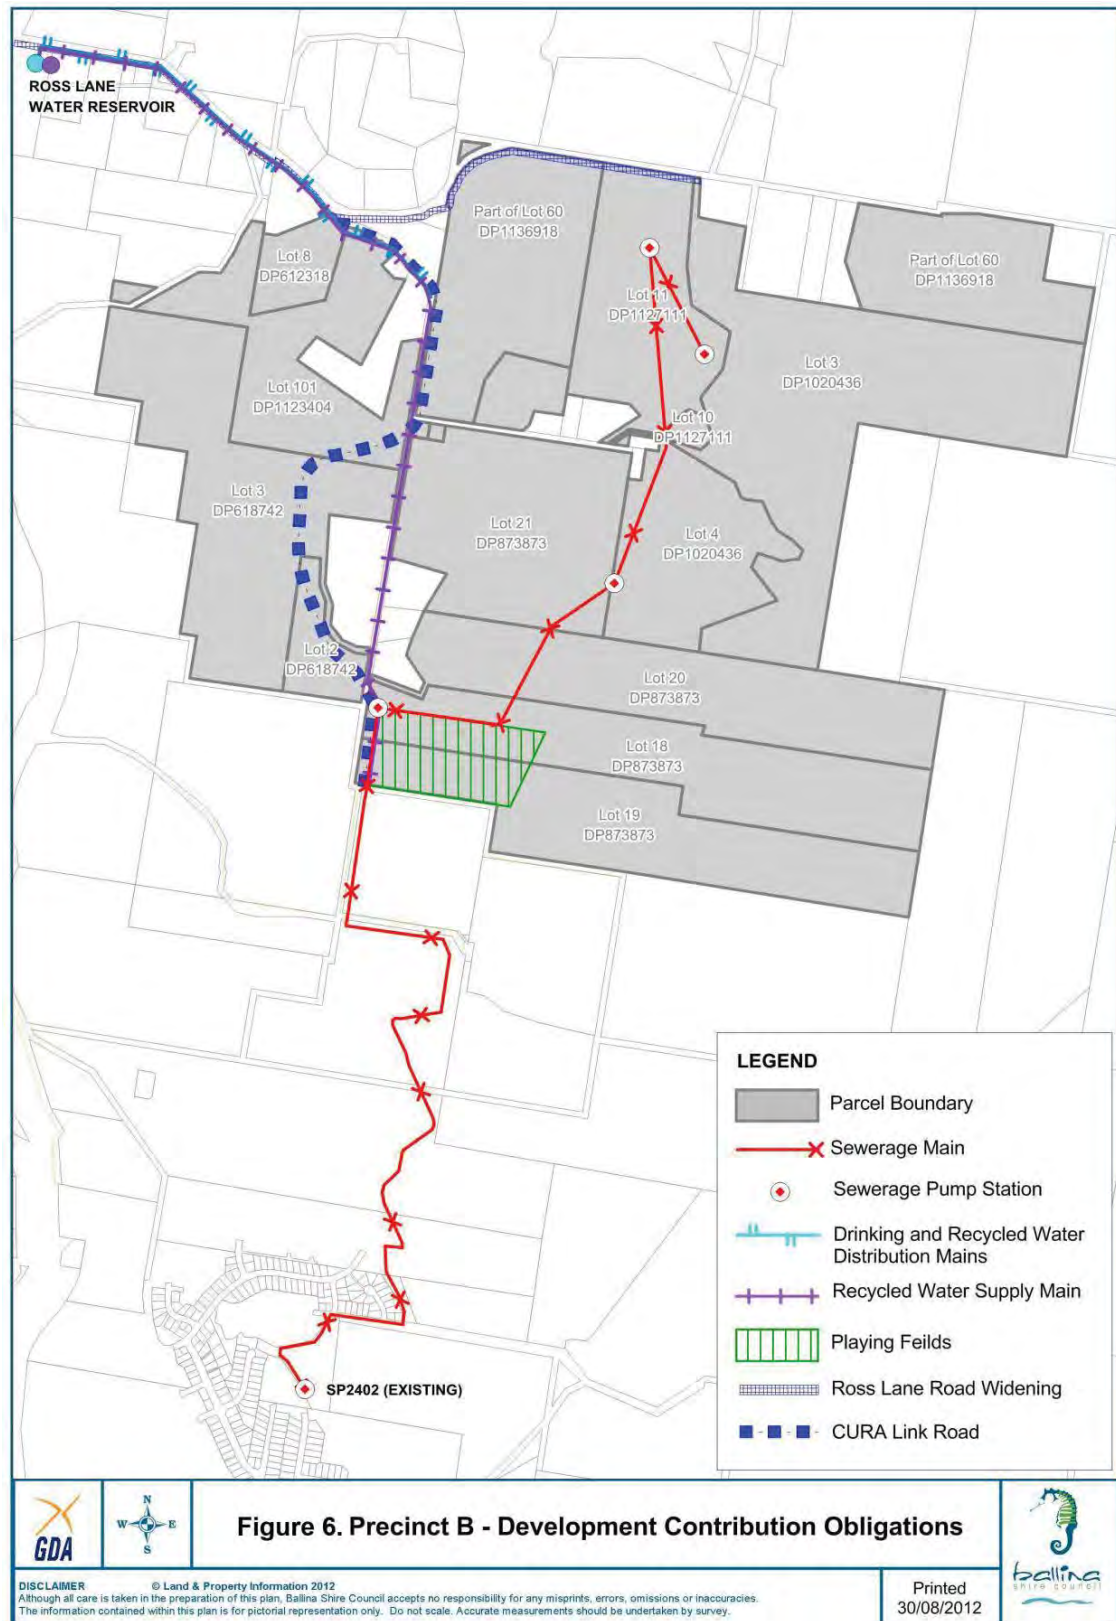 ROSS LANE
WATER RESERVOIR
Part of Lot 60
DP1136918
Lot 8
DP612318
Part of Lot 60
DP1136918
Lot 11
DP1127111
Lot 3
DP1020436
Lot 101
DP1123404
Lot 10
DP1127111
Lot 3
DP618742
Lot 21
DP873873
Lot 4
DP1020436
Lot 2
DP618742
Lot 20
DP873873
Lot 18
DP873873
Lot 19
DP873873
SP2402 (EXISTING)
LEGEND
Parcel Boundary
Sewerage Main
Sewerage Pump Station
Drinking and Recycled Water
Distribution Mains
Recycled Water Supply Main
Playing Feilds
Ross Lane Road Widening
CURA Link Road
GDA
N
W E
S
Figure 6. Precinct B - Development Contribution Obligations
ballina
shire council
DISCLAIMER © Land & Property Information 2012
Although all care is taken in the preparation of this plan, Ballina Shire Council accepts no responsibility for any misprints, errors, omissions or inaccuracies.
The information contained within this plan is for pictorial representation only. Do not scale. Accurate measurements should be undertaken by survey.
Printed
30/08/2012